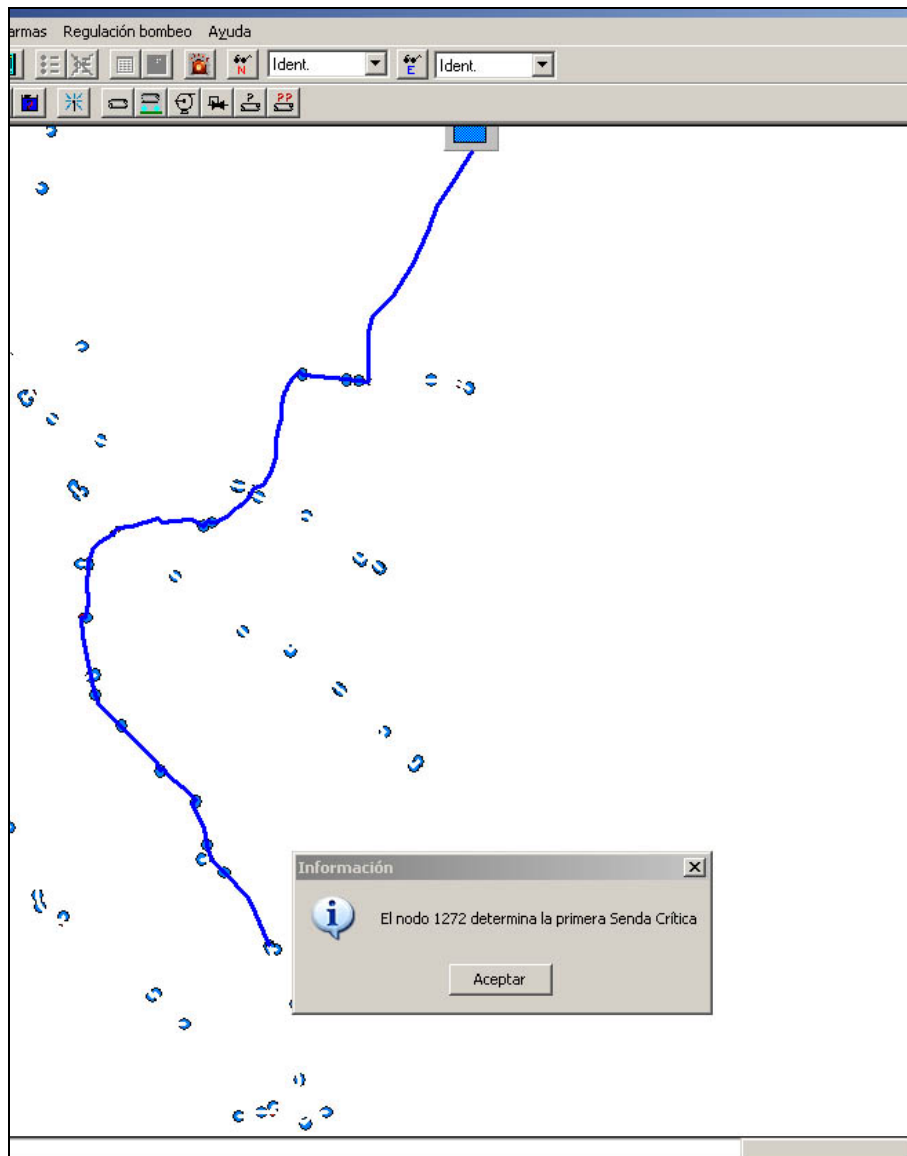 armas Regulación bombeo Ayuda
N Ident. E Ident.
? ??
Información
El nodo 1272 determina la primera Senda Crítica
Aceptar